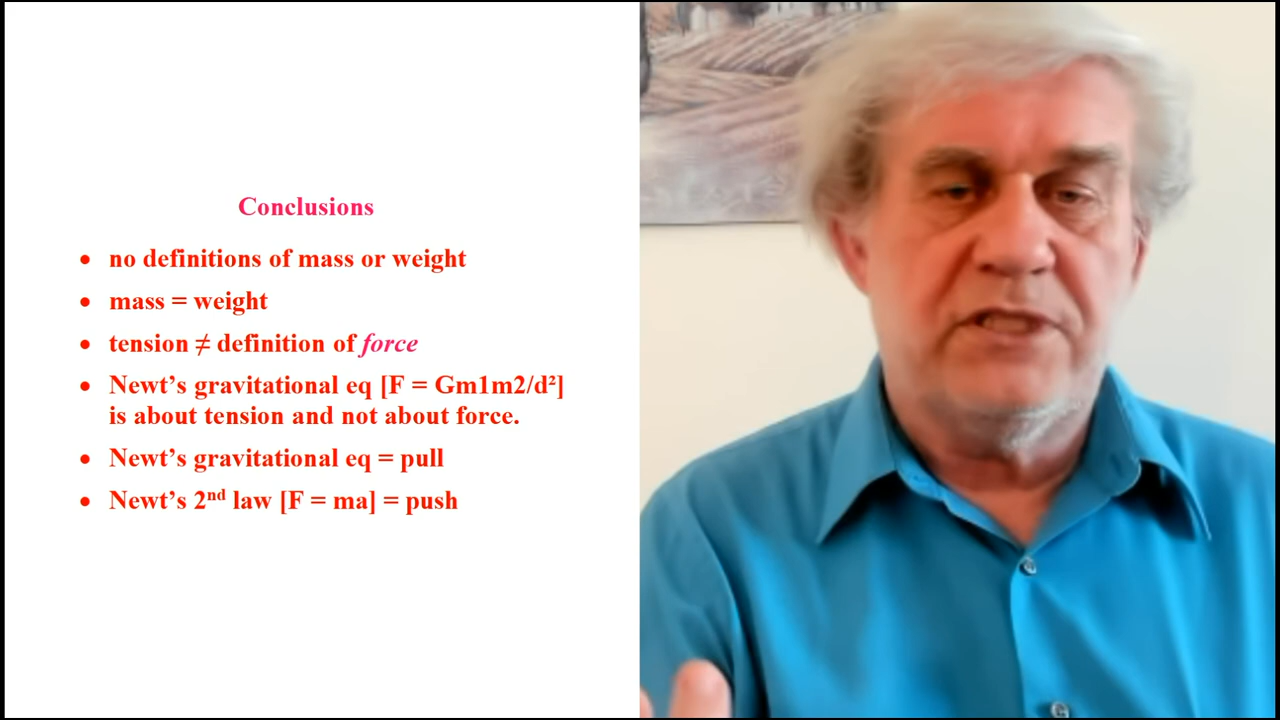 Conclusions
• no definitions of mass or weight
• mass = weight
• tension ≠ definition of force
• Newt’s gravitational eq [F = Gm1m2/d²]
is about tension and not about force.
• Newt’s gravitational eq = pull
• Newt’s 2nd law [F = ma] = push